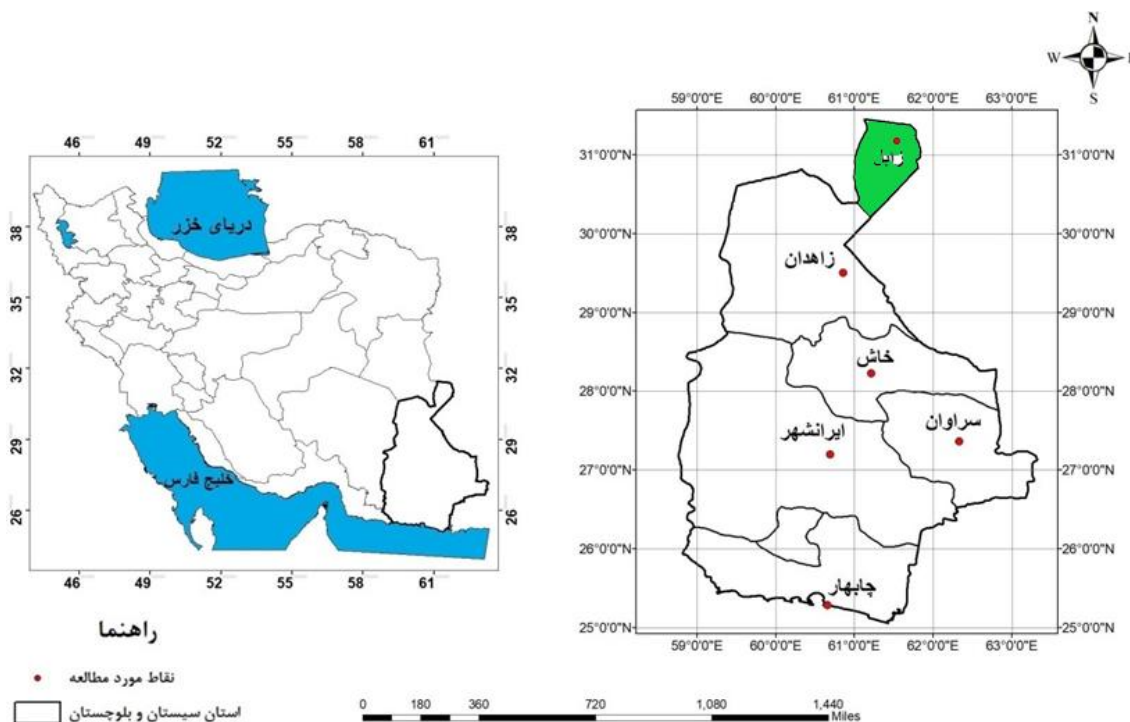 N
W
S
46 49 52 55 58 61
38 38
35 35
32 32
29 29
26 26
46 49 52 55 58 61
دریای خزر
خلیج فارس
59°0'0"E 60°0'0"E 61°0'0"E 62°0'0"E 63°0'0"E
31°0'0"N 31°0'0"N
30°0'0"N 30°0'0"N
29°0'0"N 29°0'0"N
28°0'0"N 28°0'0"N
27°0'0"N 27°0'0"N
26°0'0"N 26°0'0"N
25°0'0"N 25°0'0"N
59°0'0"E 60°0'0"E 61°0'0"E 62°0'0"E 63°0'0"E
زابل
زاهدان
خاش
سراوان
ایرانشهر
چابهار
راهنما
نقاط مورد مطالعه
استان سیستان و بلوچستان
0 180 360 720 1,080 1,440
Miles